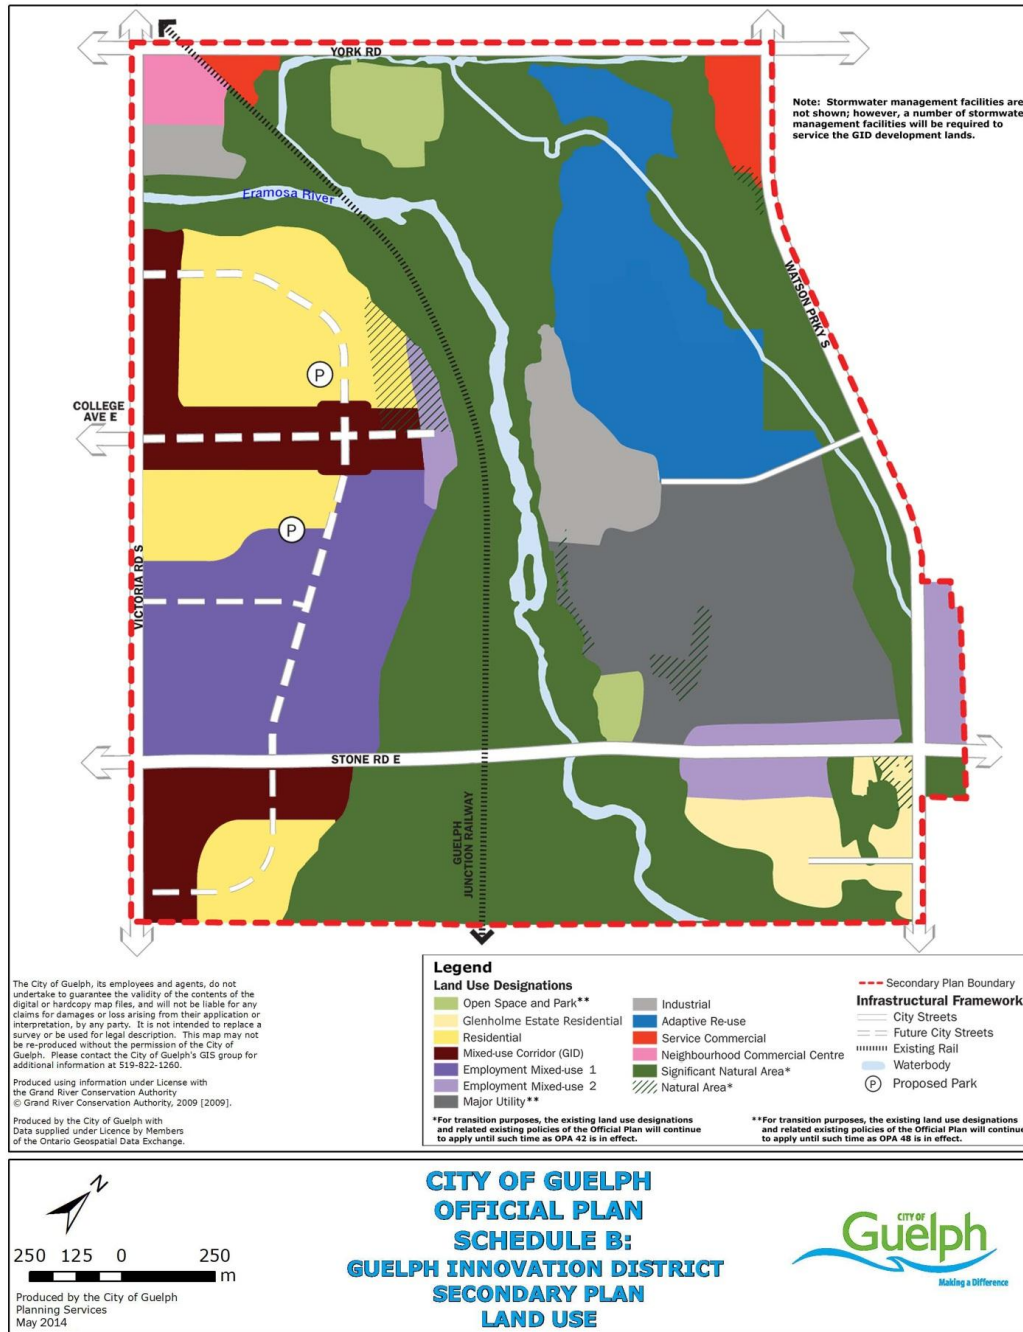 YORK RD
Note: Stormwater management facilities are
not shown; however, a number of stormwate
management facilities will be required to
service the GID development lands.
Eramosa River
WATSON PRKY S
P
COLLEGE
AVE E
P
VICTORIA RD S
STONE RD E
GUELPH
JUNCTION RAILWAY
The City of Guelph, its employees and agents, do not
undertake to guarantee the validity of the contents of the
digital or hardcopy map files, and will not be liable for any
claims for damages or loss arising from their application or
interpretation, by any party. It is not intended to replace a
survey or be used for legal description. This map may not
be re-produced without the permission of the City of
Guelph. Please contact the City of Guelph's GIS group for
additional information at 519-822-1260.
Produced using information under License with
the Grand River Conservation Authority
© Grand River Conservation Authority, 2009 [2009].
Produced by the City of Guelph with
Data supplied under Licence by Members
of the Ontario Geospatial Data Exchange.
Legend
Land Use Designations
Open Space and Park**
Glenholme Estate Residential
Residential
Mixed-use Corridor (GID)
Employment Mixed-use 1
Employment Mixed-use 2
Major Utility**
Industrial
Adaptive Re-use
Service Commercial
Neighbourhood Commercial Centre
Significant Natural Area*
Natural Area*
Secondary Plan Boundary
Infrastructural Framework
City Streets
Future City Streets
Existing Rail
Waterbody
P Proposed Park
*For transition purposes, the existing land use designations
and related existing policies of the Official Plan will continue
to apply until such time as OPA 42 is in effect.
**For transition purposes, the existing land use designations
and related existing policies of the Official Plan will continue
to apply until such time as OPA 48 is in effect.
N
250 125 0 250
m
Produced by the City of Guelph
Planning Services
May 2014
CITY OF GUELPH
OFFICIAL PLAN
SCHEDULE B:
GUELPH INNOVATION DISTRICT
SECONDARY PLAN
LAND USE
CITY OF
Guelph
Making a Difference